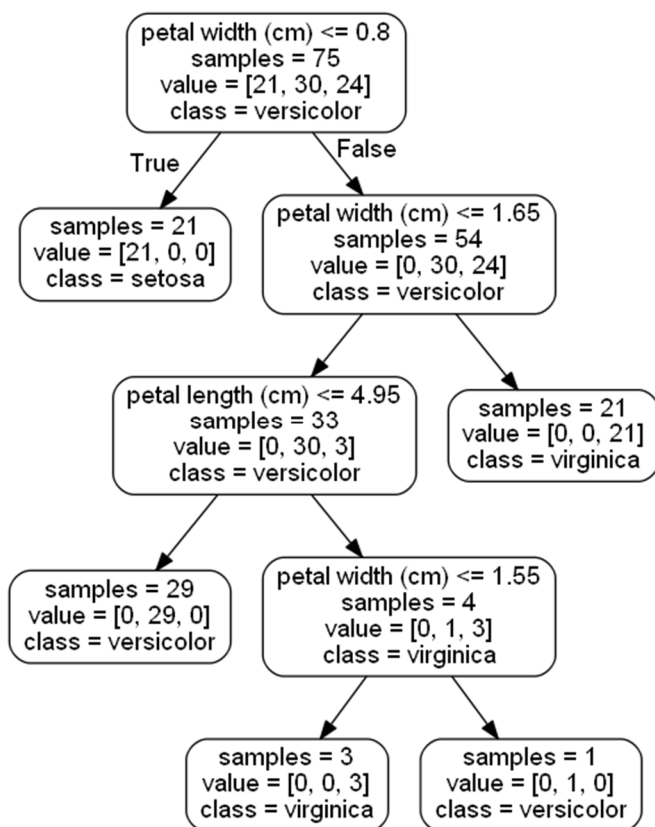 petal width (cm) <= 0.8
samples = 75
value = [21, 30, 24]
class = versicolor
True
False
samples = 21
value = [21, 0, 0]
class = setosa
petal width (cm) <= 1.65
samples = 54
value = [0, 30, 24]
class = versicolor
petal length (cm) <= 4.95
samples = 33
value = [0, 30, 3]
class = versicolor
samples = 21
value = [0, 0, 21]
class = virginica
samples = 29
value = [0, 29, 0]
class = versicolor
petal width (cm) <= 1.55
samples = 4
value = [0, 1, 3]
class = virginica
samples = 3
value = [0, 0, 3]
class = virginica
samples = 1
value = [0, 1, 0]
class = versicolor